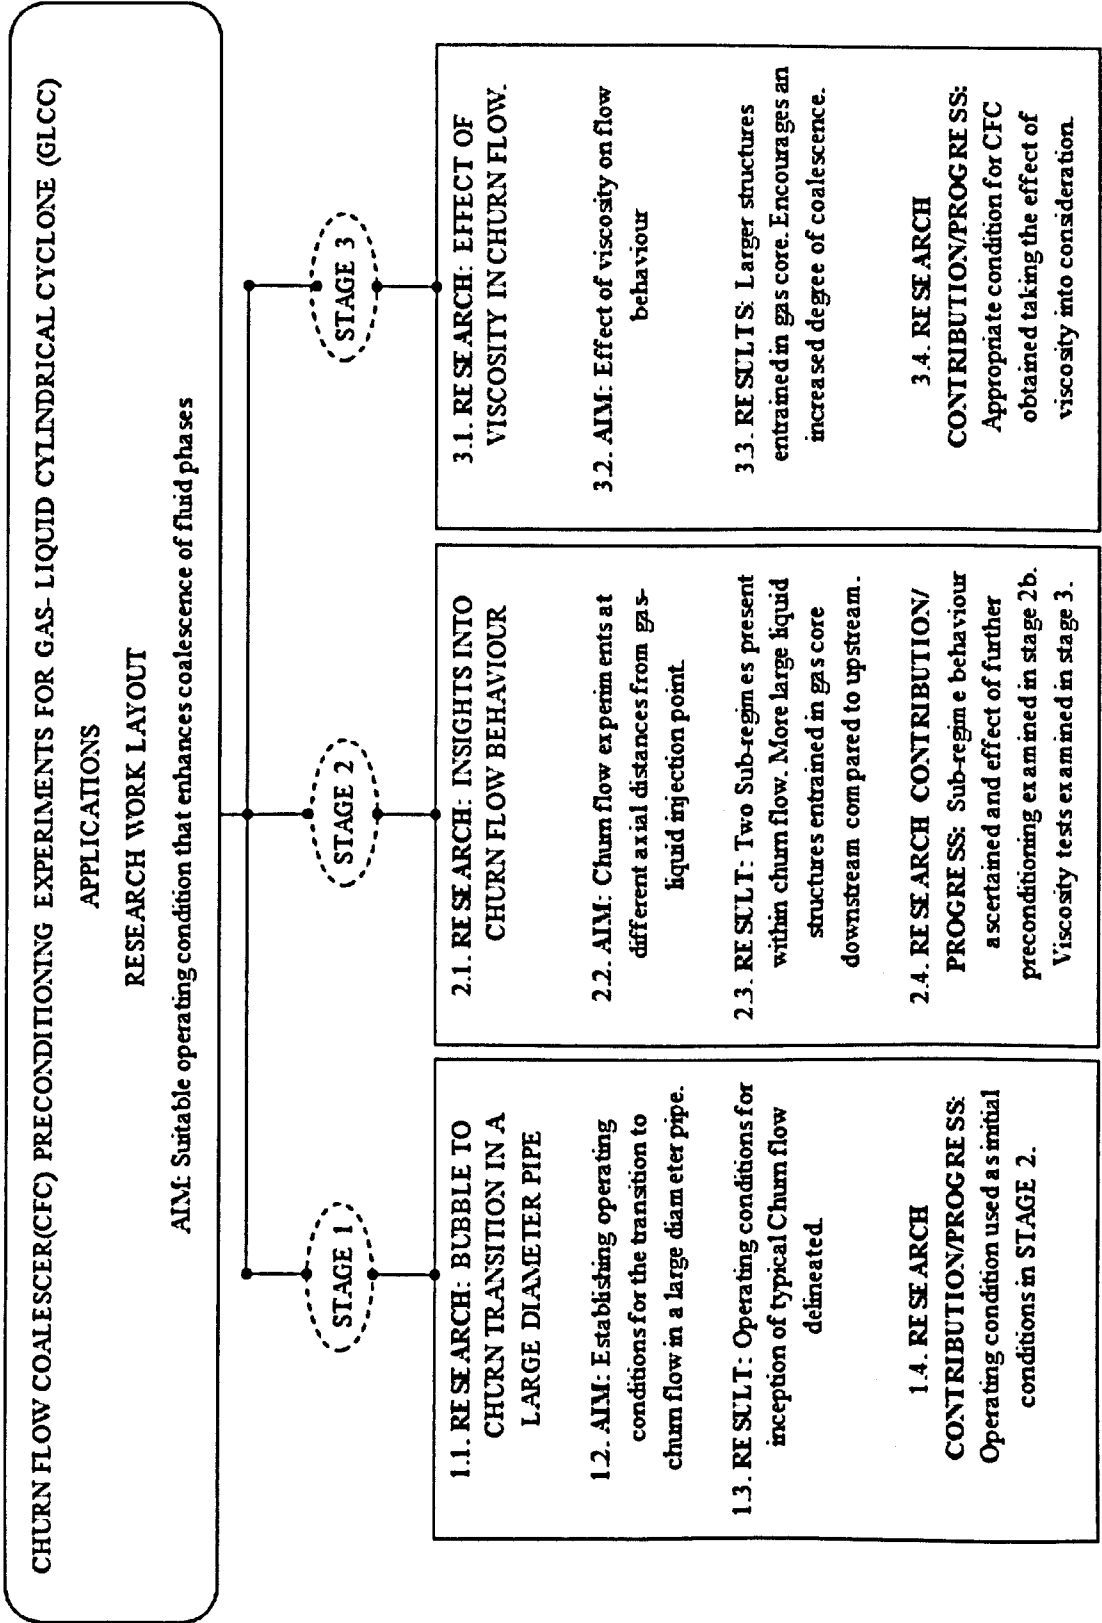 CHURN FLOW COALESCER(CFC) PRECONDITIONING EXPERIMENTS FOR GAS- LIQUID CYLINDRICAL CYCLONE (GLCC)
APPLICATIONS
RESEARCH WORK LAYOUT
AIM: Suitable operating condition that enhances coalescence of fluid phases
STAGE 1
1.1. RESEARCH: BUBBLE TO
CHURN TRANSITION IN A
LARGE DIAMETER PIPE
1.2. AIM: Establishing operating
conditions for the transition to
churn flow in a large diameter pipe.
1.3. RESULT: Operating conditions for
inception of typical Churn flow
delineated.
1.4. RESEARCH
CONTRIBUTION/PROGRESS:
Operating condition used as initial
conditions in STAGE 2.
STAGE 2
2.1. RESEARCH: INSIGHTS INTO
CHURN FLOW BEHAVIOUR
2.2. AIM: Churn flow experiments at
different axial distances from gas-
liquid injection point.
2.3. RESULT: Two Sub-regimes present
within churn flow. More large liquid
structures entrained in gas core
downstream compared to upstream.
2.4. RESEARCH CONTRIBUTION/
PROGRESS: Sub-regime behaviour
ascertained and effect of further
preconditioning examined in stage 2b.
Viscosity tests examined in stage 3.
STAGE 3
3.1. RESEARCH: EFFECT OF
VISCOSITY IN CHURN FLOW.
3.2. AIM: Effect of viscosity on flow
behaviour
3.3. RESULTS: Larger structures
entrained in gas core. Encourages an
increased degree of coalescence.
3.4. RESEARCH
CONTRIBUTION/PROGRESS:
Appropriate condition for CFC
obtained taking the effect of
viscosity into consideration.